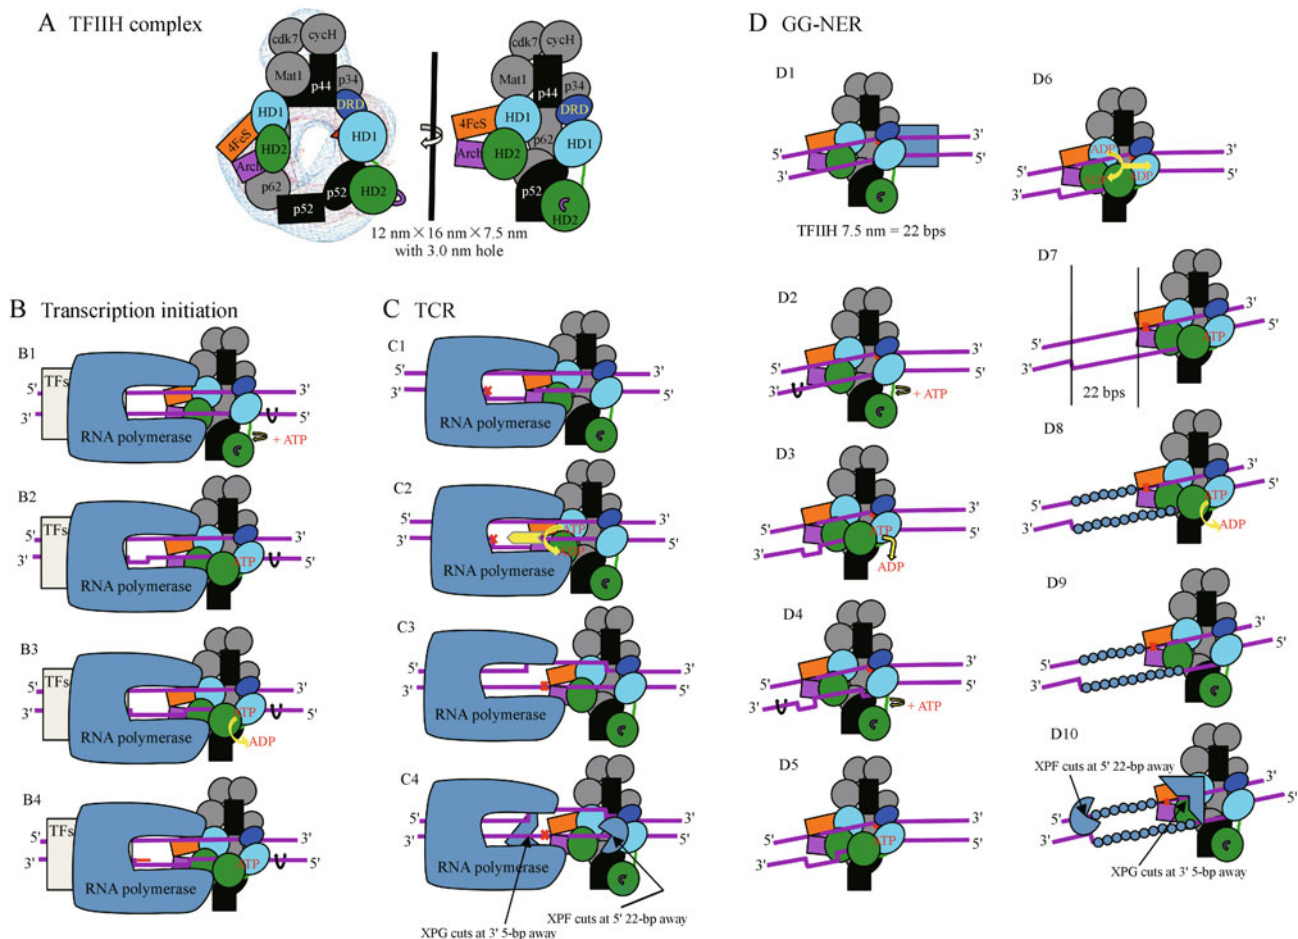 A TFIIH complex
cdk7
cycH
Mat1
p44
p34
DRD
HD1
HD1
4FeS
HD2
Arch
p62
p52
p52
HD2
cdk7
cycH
Mat1
p44
p34
DRD
4FeS
HD1
HD1
p62
Arch
HD2
p52
HD2
12 nm × 16 nm × 7.5 nm
with 3.0 nm hole
B Transcription initiation
B1
TFs
5'
3'
3'
5'
RNA polymerase
+ ATP
B2
TFs
5'
3'
3'
5'
ATP
RNA polymerase
B3
TFs
5'
3'
3'
5'
ATP
RNA polymerase
ADP
B4
TFs
5'
3'
3'
5'
ATP
RNA polymerase
C TCR
C1
5'
3'
3'
5'
RNA polymerase
C2
5'
3'
3'
5'
ATP
ADP
RNA polymerase
C3
5'
3'
3'
5'
RNA polymerase
C4
5'
3'
3'
5'
RNA polymerase
XPF cuts at 5' 22-bp away
XPG cuts at 3' 5-bp away
D GG-NER
D1
3'
5'
5'
3'
TFIIH 7.5 nm = 22 bps
D2
3'
5'
5'
3'
+ ATP
D3
3'
5'
5'
3'
ATP
ADP
D4
3'
5'
5'
3'
+ ATP
D5
3'
5'
5'
3'
ATP
D6
3'
5'
5'
3'
ADP
ADP
ADP
D7
3'
5'
5'
3'
ATP
22 bps
D8
3'
5'
5'
3'
ATP
ADP
D9
3'
5'
5'
3'
D10
XPF cuts at 5' 22-bp away
3'
5'
5'
3'
XPG cuts at 3' 5-bp away